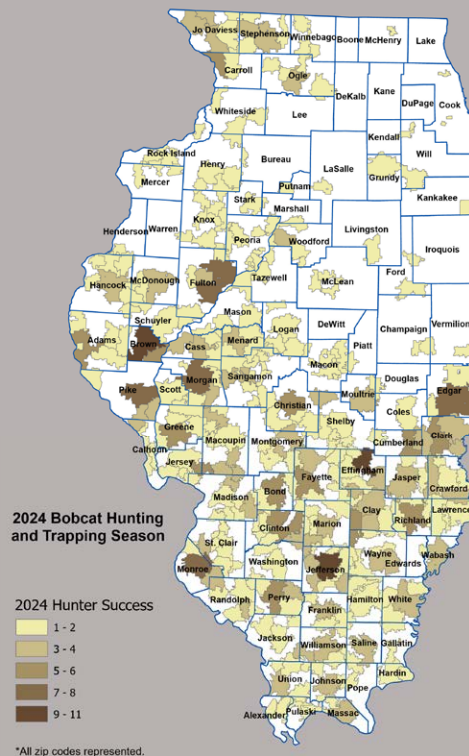 Jo Daviess Stephenson Winnebago Boone McHenry Lake
Carroll Ogle
DeKalb Kane
DuPage Cook
Whiteside Lee
Kendall Will
Rock Island
Henry Bureau LaSalle Grundy
Mercer
Putnam
Stark Marshall Kankakee
Knox
Henderson Warren Peoria Woodford Livingston
Iroquois
Tazewell Ford
Hancock McDonough Fulton McLean
Schuyler Mason
Adams Brown Cass Menard Logan DeWitt Champaign Vermilion
Piatt
Macon
Pike Scott Morgan Sangamon Douglas
Christian Moultrie Coles Edgar
Greene Shelby
Macoupin Montgomery Cumberland Clark
Calhoun Jersey Effingham
Fayette Jasper Crawford
Madison Bond
Clay Richland Lawrence
Clinton Marion
St. Clair Wayne Wabash
Monroe Washington Jefferson Edwards
Randolph Perry Hamilton White
Franklin
Jackson Williamson Saline Gallatin
Union Johnson Pope Hardin
Alexander Pulaski Massac
2024 Bobcat Hunting
and Trapping Season
2024 Hunter Success
1 - 2
3 - 4
5 - 6
7 - 8
9 - 11
*All zip codes represented.